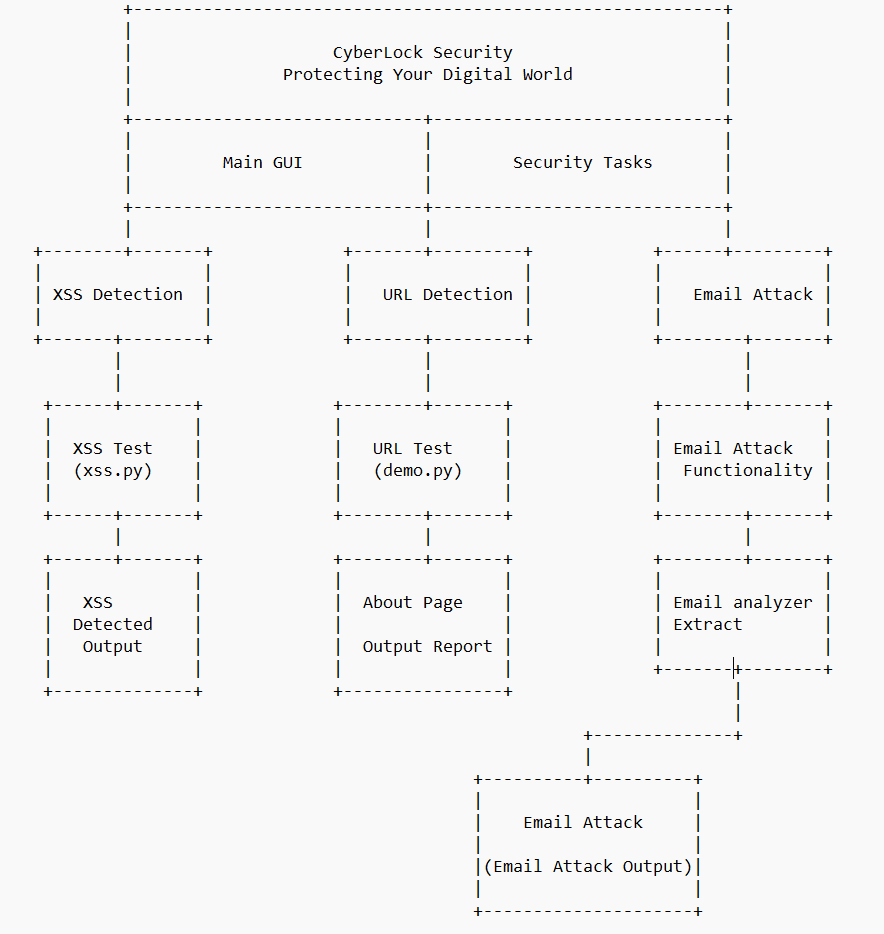 CyberLock Security
Protecting Your Digital World
Main GUI
Security Tasks
XSS Detection
URL Detection
Email Attack
XSS Test
(xss.py)
URL Test
(demo.py)
Email Attack
Functionality
XSS
Detected
Output
About Page
Output Report
Email analyzer
Extract
Email Attack
(Email Attack Output)